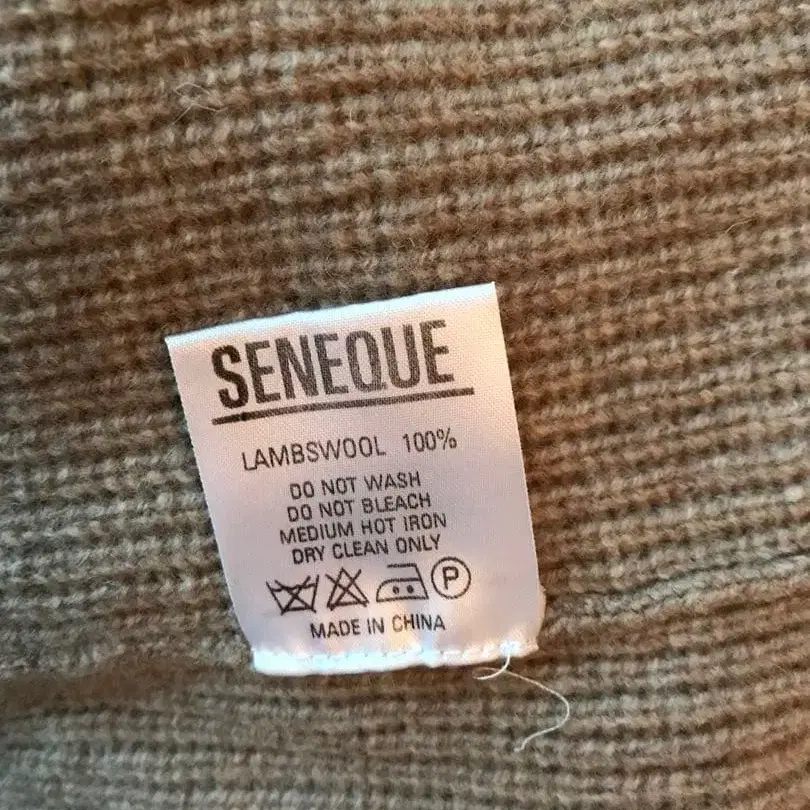 SENEQUE
LAMBSWOOL 100%
DO NOT WASH
DO NOT BLEACH
MEDIUM HOT IRON
DRY CLEAN ONLY
P
MADE IN CHINA